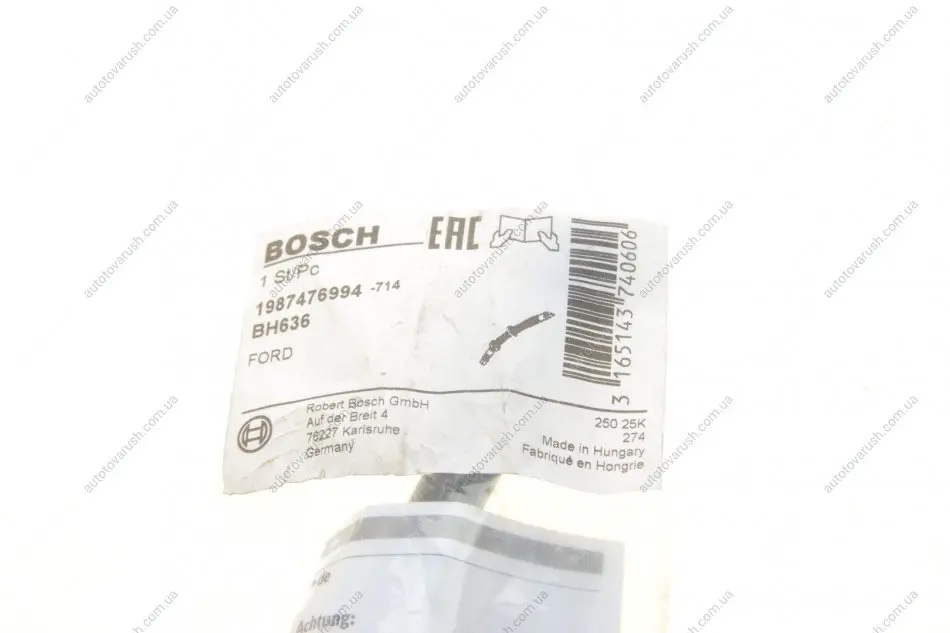 BOSCH
EAC
1 St/Pc
1987476994 -714
BH636
FORD
3 165143 740606
Robert Bosch GmbH
Auf der Breit 4
76227 Karlsruhe
Germany
250 25K
274
Made in Hungary
Fabriqué en Hongrie
de
Achtung:
autotovarush.com.ua